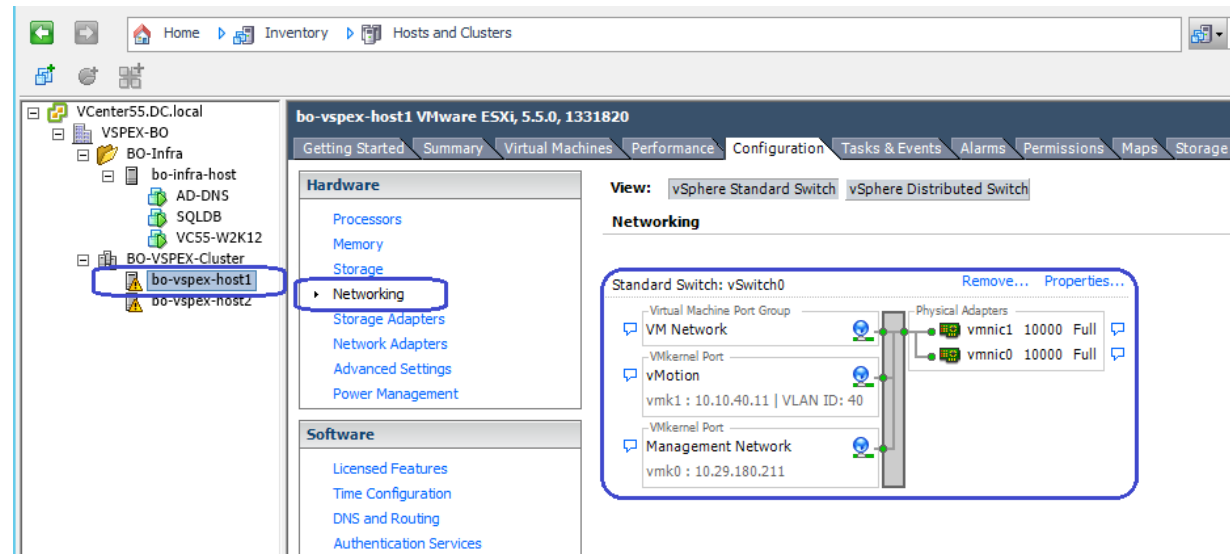 Home Inventory Hosts and Clusters
VCenter55.DC.local
VSPEX-BO
BO-Infra
bo-infra-host
AD-DNS
SQLDB
VC55-W2K12
BO-VSPEX-Cluster
bo-vspex-host1
bo-vspex-host2
bo-vspex-host1 VMware ESXi, 5.5.0, 1331820
Getting Started Summary Virtual Machines Performance Configuration Tasks & Events Alarms Permissions Maps Storage
Hardware
Processors
Memory
Storage
Networking
Storage Adapters
Network Adapters
Advanced Settings
Power Management
Software
Licensed Features
Time Configuration
DNS and Routing
Authentication Services
View: vSphere Standard Switch vSphere Distributed Switch
Networking
Standard Switch: vSwitch0 Remove... Properties...
Virtual Machine Port Group
VM Network
VMkernel Port
vMotion
vmk1 : 10.10.40.11 | VLAN ID: 40
VMkernel Port
Management Network
vmk0 : 10.29.180.211
Physical Adapters
vmnic1 10000 Full
vmnic0 10000 Full